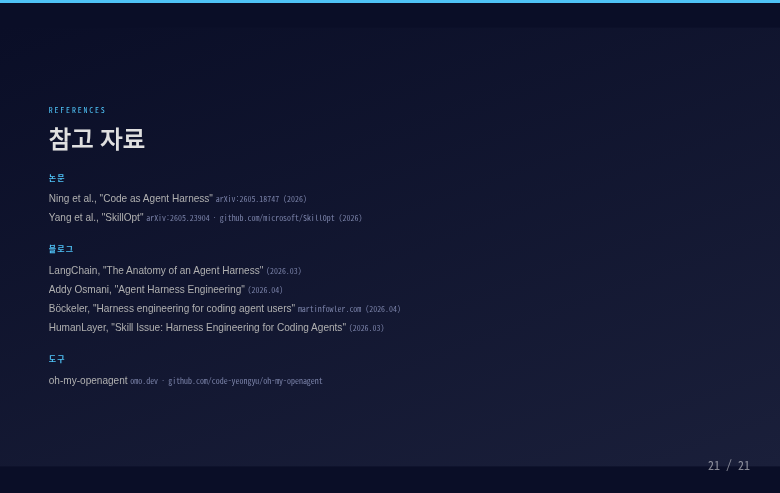 REFERENCES
참고 자료
논문
Ning et al., "Code as Agent Harness" arXiv:2605.18747 (2026)
Yang et al., "SkillOpt" arXiv:2605.23904 · github.com/microsoft/SkillOpt (2026)
블로그
LangChain, "The Anatomy of an Agent Harness" (2026.03)
Addy Osmani, "Agent Harness Engineering" (2026.04)
Böckeler, "Harness engineering for coding agent users" martinfowler.com (2026.04)
HumanLayer, "Skill Issue: Harness Engineering for Coding Agents" (2026.03)
도구
oh-my-openagent omo.dev · github.com/code-yeongyu/oh-my-openagent
21 / 21